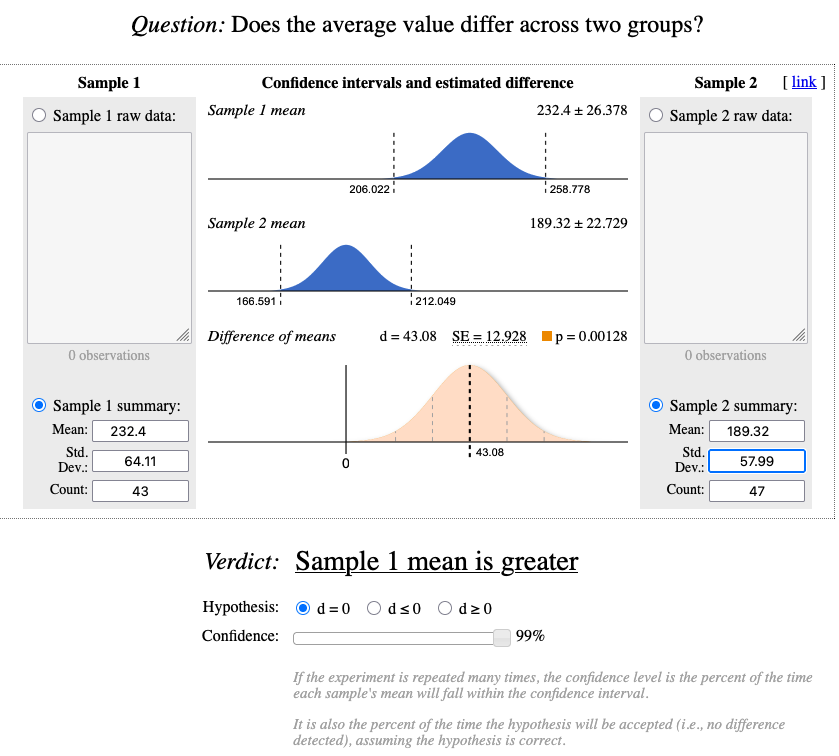 Question: Does the average value differ across two groups?
Sample 1
Confidence intervals and estimated difference
Sample 2 [ link ]
Sample 1 raw data:
0 observations
Sample 1 summary:
Mean: 232.4
Std.
Dev.: 64.11
Count: 43
Sample 1 mean 232.4 ± 26.378
206.022 258.778
Sample 2 mean 189.32 ± 22.729
166.591 212.049
Difference of means d = 43.08 SE = 12.928 p = 0.00128
0 43.08
Sample 2 raw data:
0 observations
Sample 2 summary:
Mean: 189.32
Std.
Dev.: 57.99
Count: 47
Verdict: Sample 1 mean is greater
Hypothesis: d = 0 d ≤ 0 d ≥ 0
Confidence: 99%
If the experiment is repeated many times, the confidence level is the percent of the time
each sample's mean will fall within the confidence interval.
It is also the percent of the time the hypothesis will be accepted (i.e., no difference
detected), assuming the hypothesis is correct.